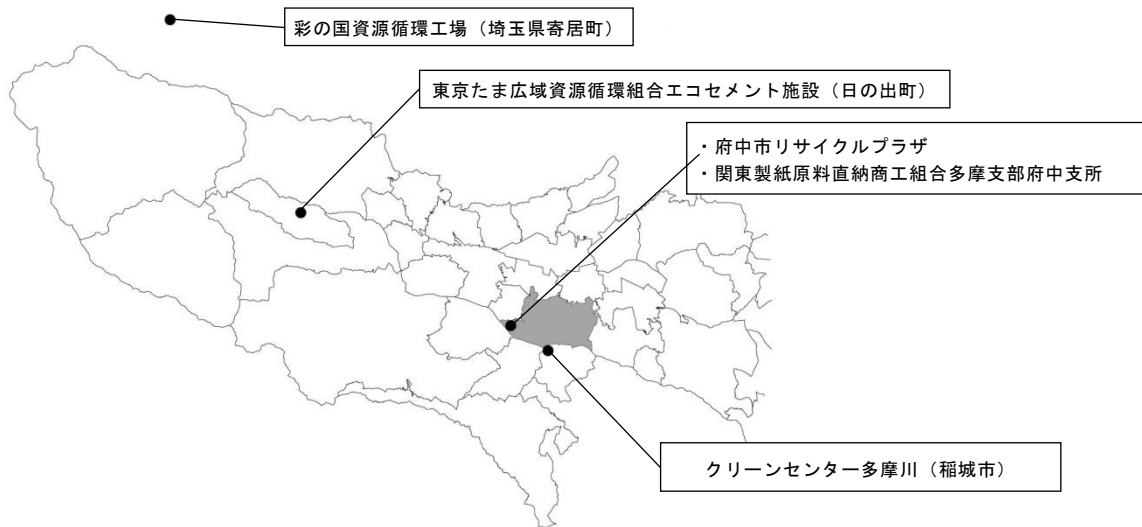 彩の国資源循環工場（埼玉県寄居町）
東京たま広域資源循環組合エコセメント施設（日の出町）
・府中市リサイクルプラザ
・関東製紙原料直納商工組合多摩支部府中支所
クリーンセンター多摩川（稲城市）